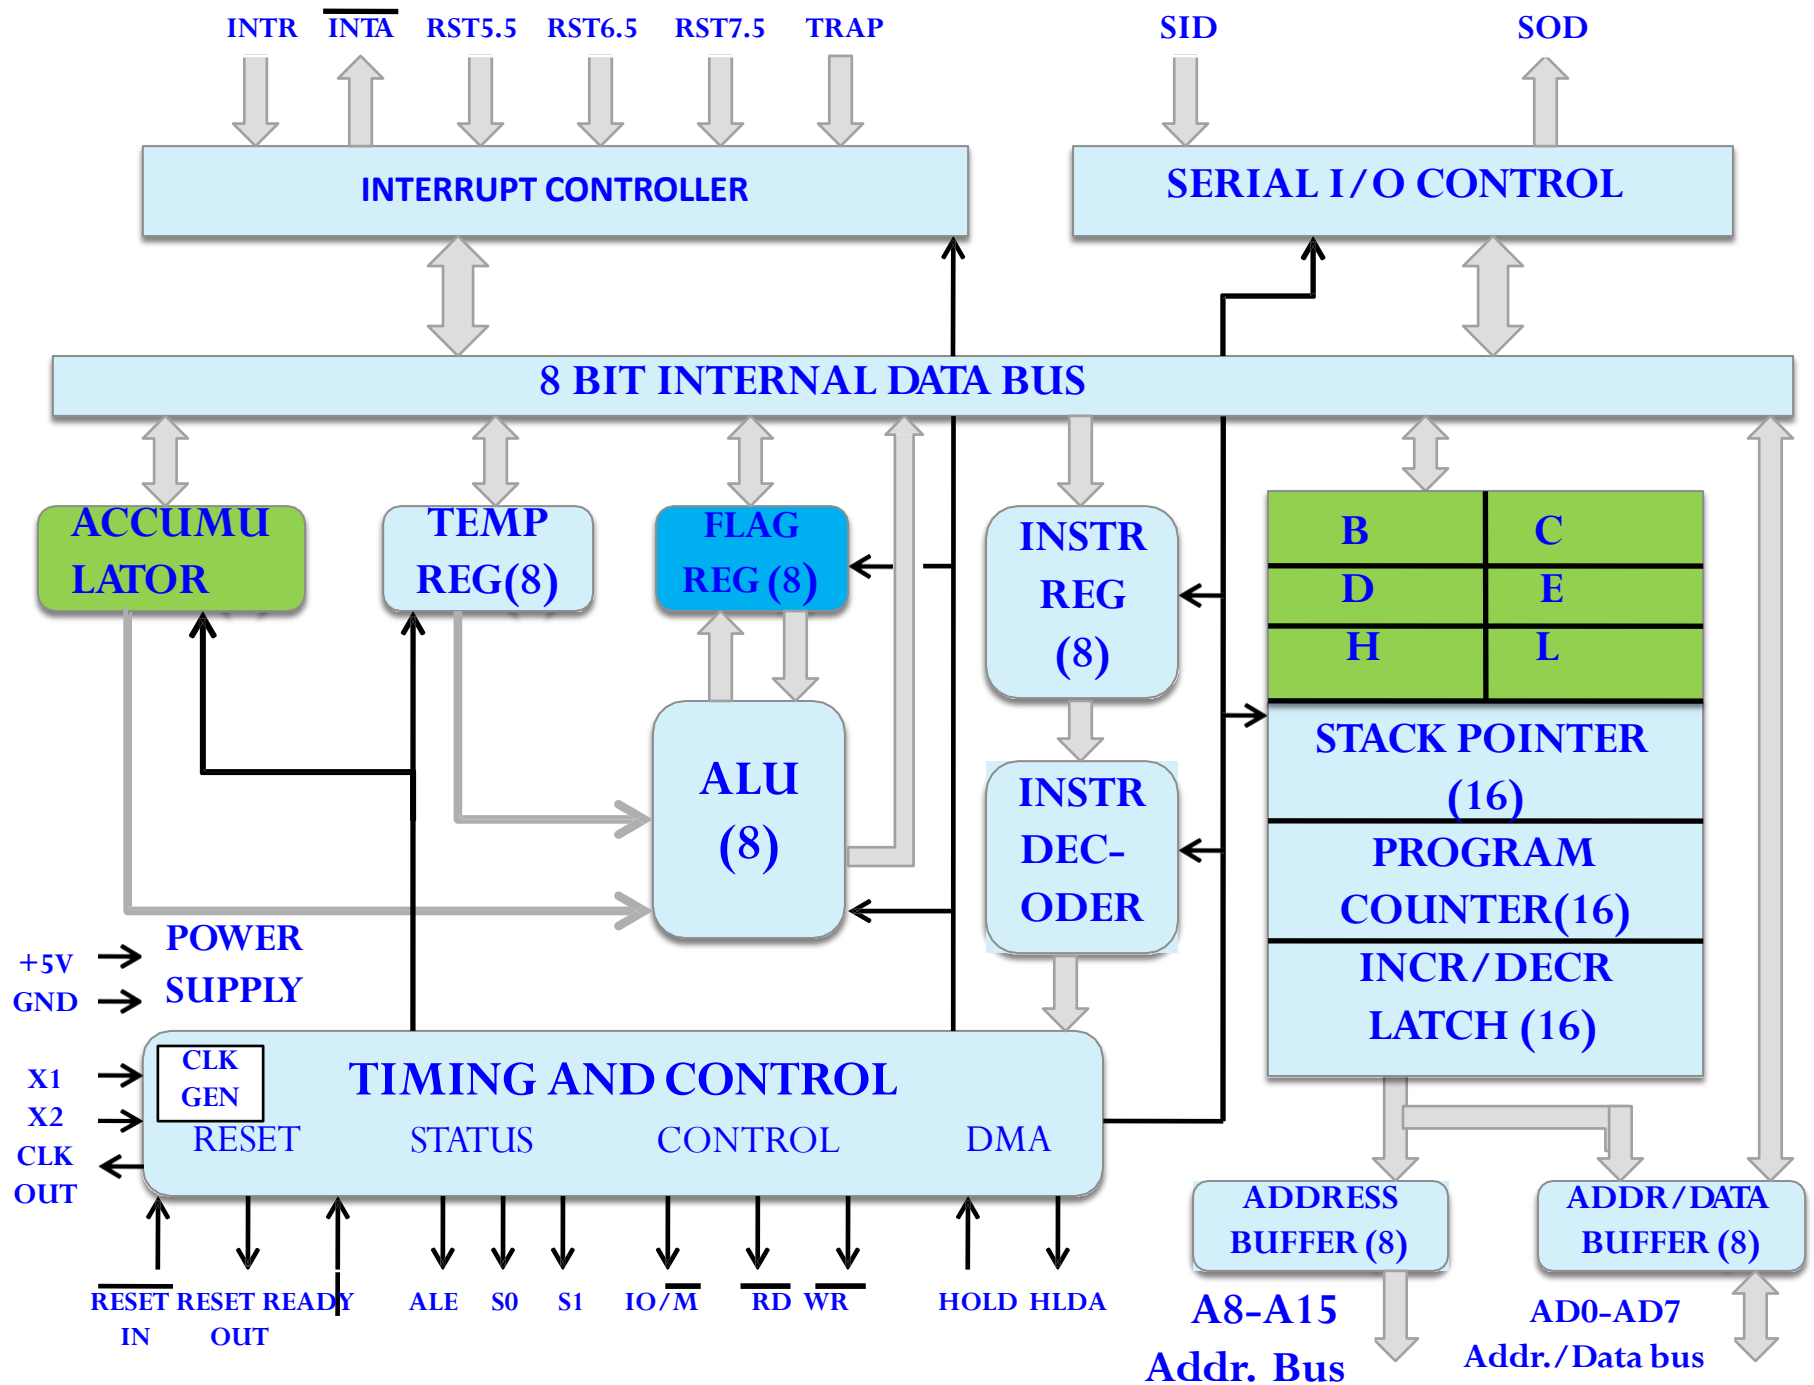 INTR INTA RST5.5 RST6.5 RST7.5 TRAP SID SOD
INTERRUPT CONTROLLER
SERIAL I/O CONTROL
8 BIT INTERNAL DATA BUS
ACCUMU
LATOR
TEMP
REG(8)
FLAG
REG (8)
INSTR
REG
(8)
B C
D E
H L
STACK POINTER
(16)
PROGRAM
COUNTER(16)
INCR/DECR
LATCH (16)
ALU
(8)
INSTR
DEC-
ODER
+5V
GND
POWER
SUPPLY
X1
X2
CLK
OUT
CLK
GEN
TIMING AND CONTROL
RESET STATUS CONTROL DMA
RESET
IN
RESET
OUT
READY
ALE S0 S1 IO/M RD WR HOLD HLDA
ADDRESS
BUFFER (8)
ADDR/DATA
BUFFER (8)
A8-A15
Addr. Bus
AD0-AD7
Addr./Data bus